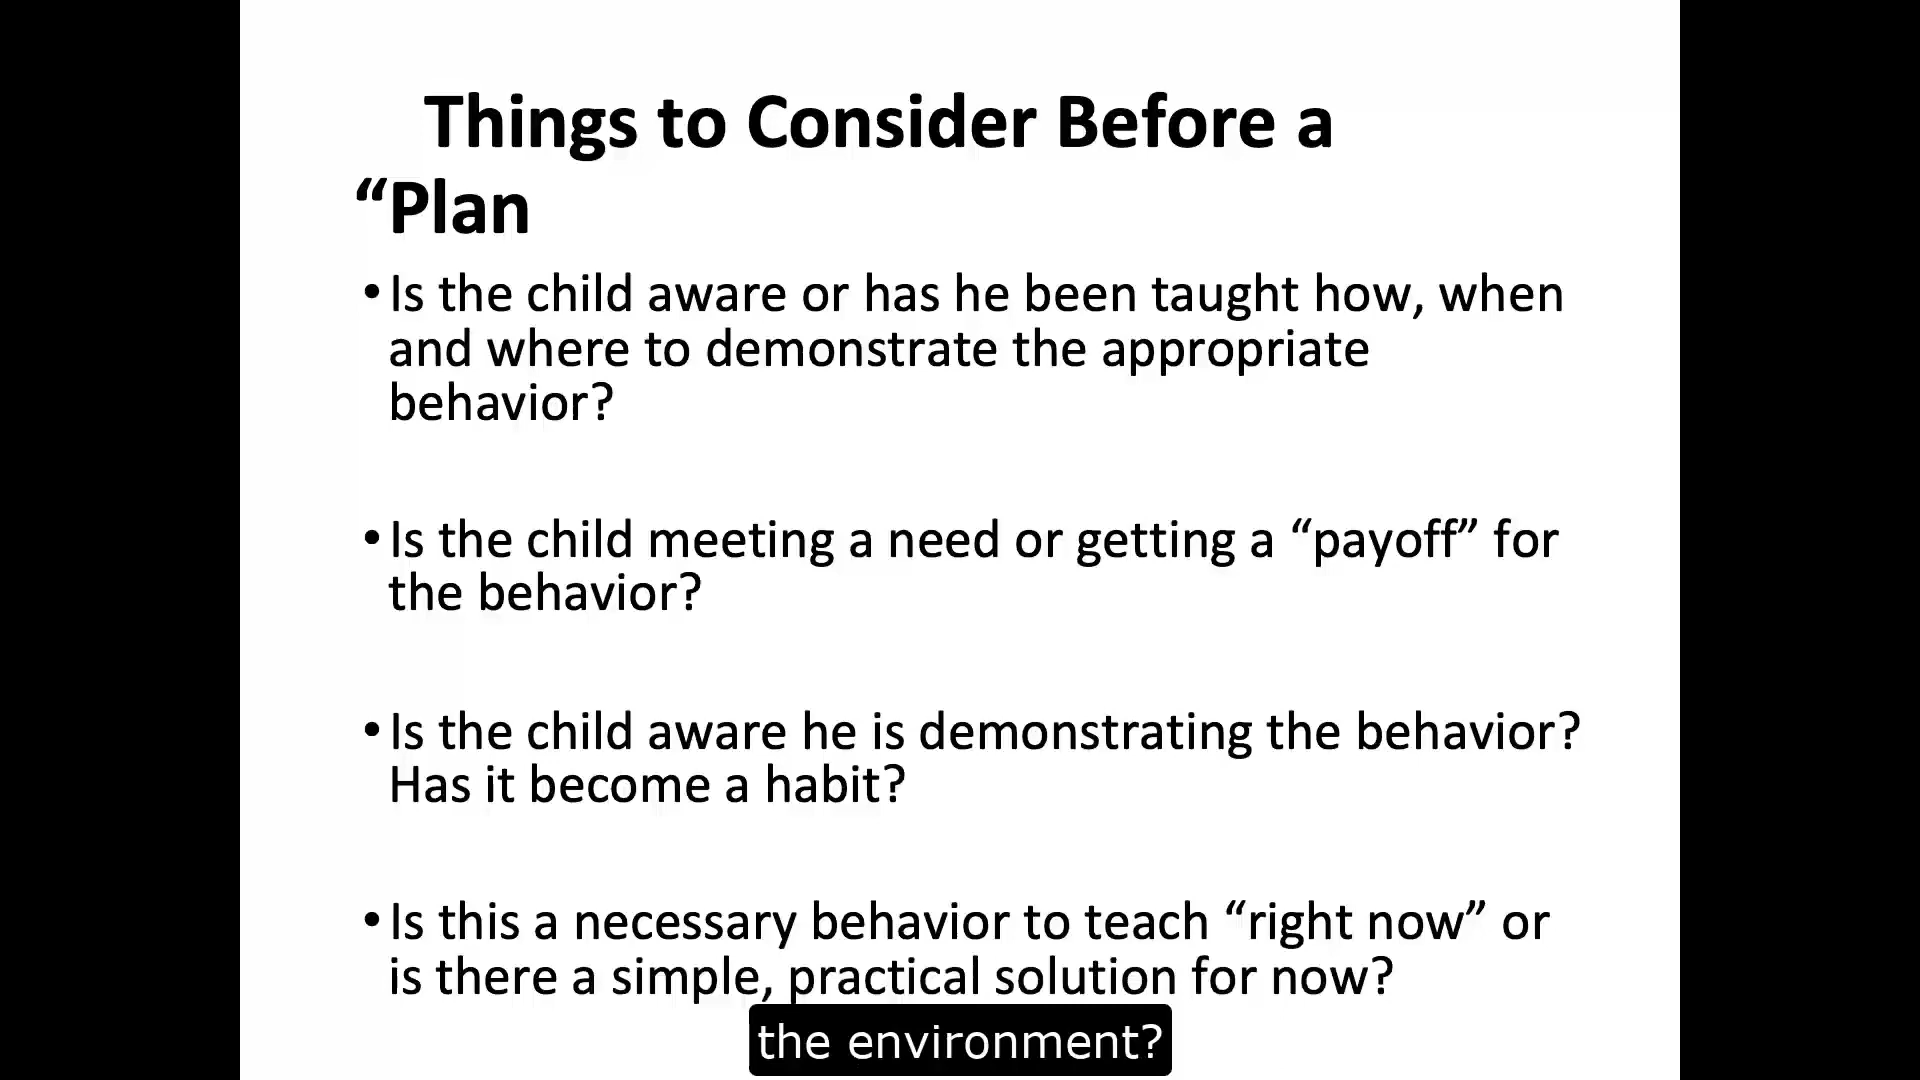 Things to Consider Before a
“Plan
•Is the child aware or has he been taught how, when
and where to demonstrate the appropriate
behavior?
•Is the child meeting a need or getting a “payoff” for
the behavior?
•Is the child aware he is demonstrating the behavior?
Has it become a habit?
•Is this a necessary behavior to teach “right now” or
is there a simple, practical solution for now?
the environment?